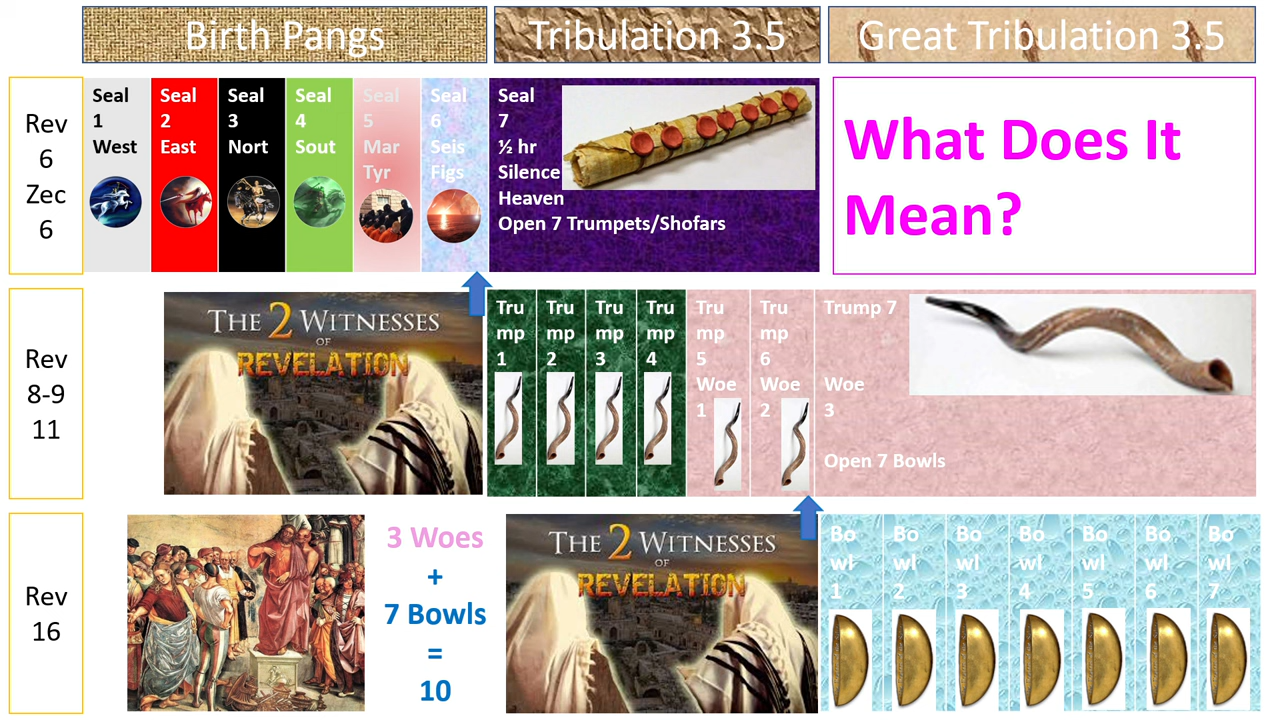 Birth Pangs
Tribulation 3.5
Great Tribulation 3.5
Rev
6
Zec
6
Seal
1
West
Seal
2
East
Seal
3
Nort
Seal
4
Sout
Seal
5
Mar
Tyr
Seal
6
Seis
Figs
Seal
7
½ hr
Silence
Heaven
Open 7 Trumpets/Shofars
What Does It
Mean?
Rev
8-9
11
THE 2 WITNESSES
OF
REVELATION
Tru
mp
1
Tru
mp
2
Tru
mp
3
Tru
mp
4
Tru
mp
5
Woe
1
Tru
mp
6
Woe
2
Trump 7
Woe
3
Open 7 Bowls
Rev
16
3 Woes
+
7 Bowls
=
10
THE 2 WITNESSES
OF
REVELATION
Bo
wl
1
Bo
wl
2
Bo
wl
3
Bo
wl
4
Bo
wl
5
Bo
wl
6
Bo
wl
7